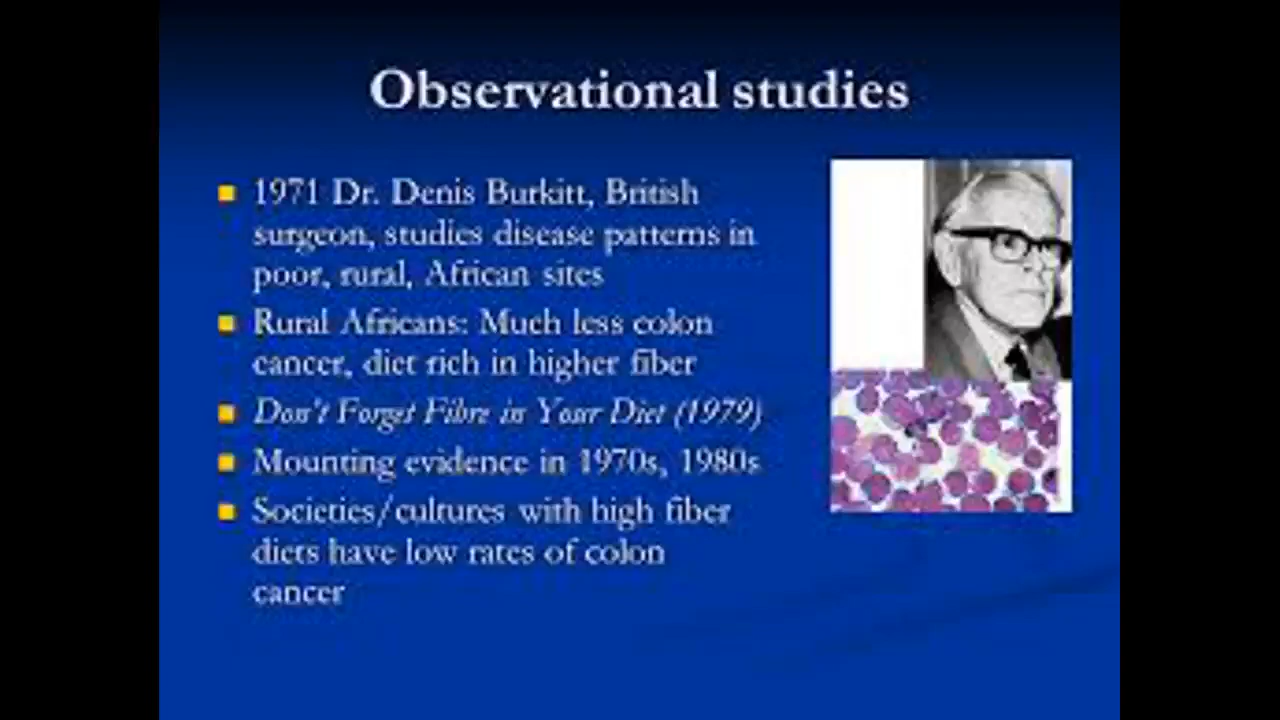 Observational studies
1971 Dr. Denis Burkitt, British
surgeon, studies disease patterns in
poor, rural, African sites
Rural Africans: Much less colon
cancer, diet rich in higher fiber
Don't Forget Fibre in Your Diet (1979)
Mounting evidence in 1970s, 1980s
Societies/cultures with high fiber
diets have low rates of colon
cancer